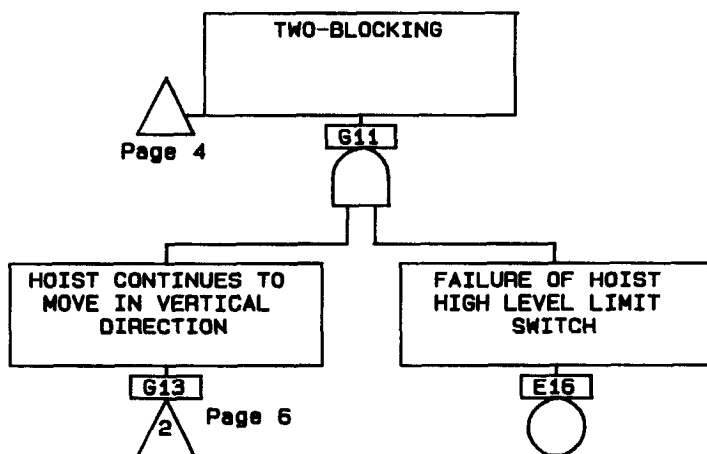 TWO-BLOCKING
Page 4
G11
HOIST CONTINUES TO
MOVE IN VERTICAL
DIRECTION
FAILURE OF HOIST
HIGH LEVEL LIMIT
SWITCH
G13
E16
2
Page 6